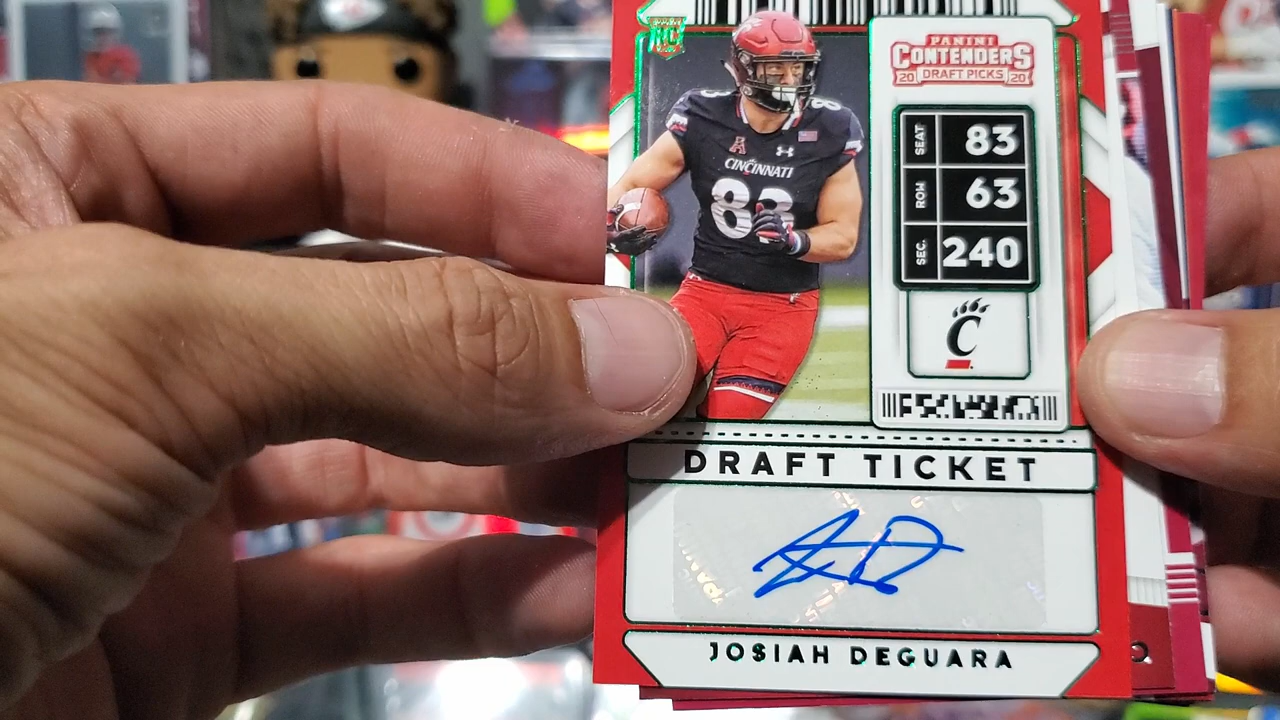 RC
PANINI
CONTENDERS
20 DRAFT PICKS 20
SEAT 83
ROW 63
SEC. 240
A
CINCINNATI
83
C
DRAFT TICKET
JOSIAH DEGUARA